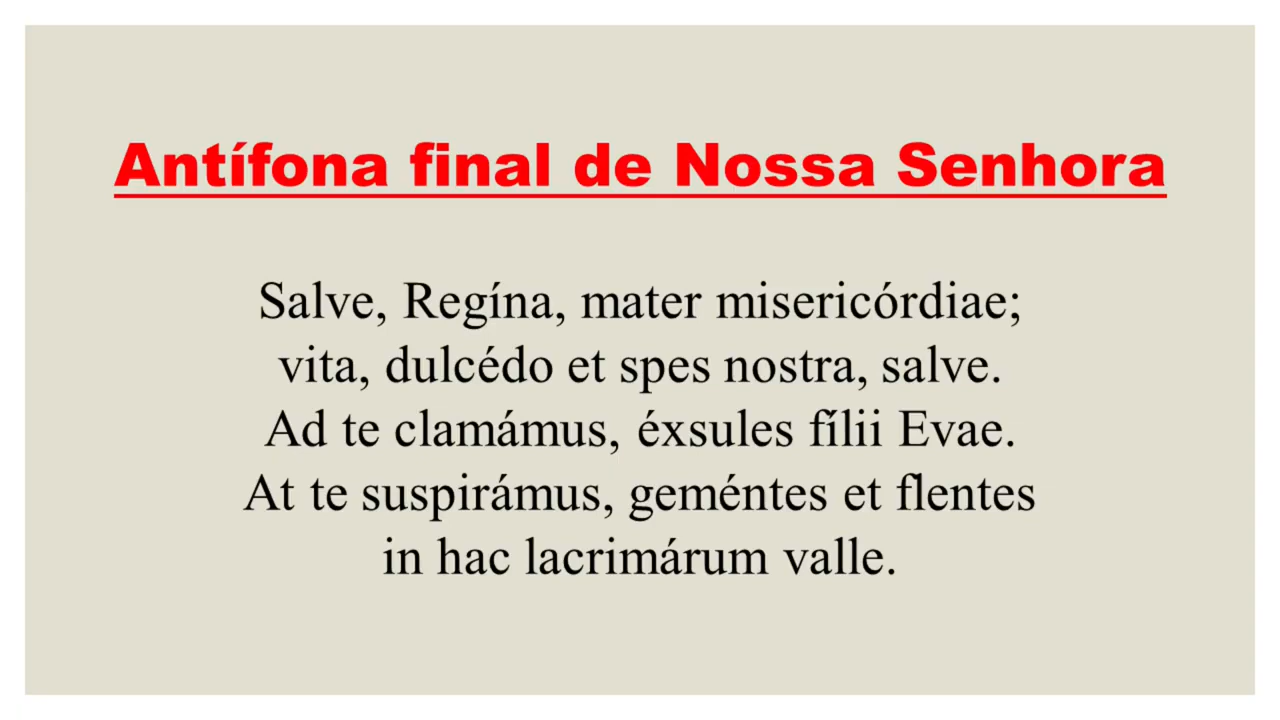 Antífona final de Nossa Senhora
Salve, Regína, mater misericórdiae;
vita, dulcédo et spes nostra, salve.
Ad te clamámus, éxsules fílii Evae.
At te suspirámus, geméntes et flentes
in hac lacrimárum valle.